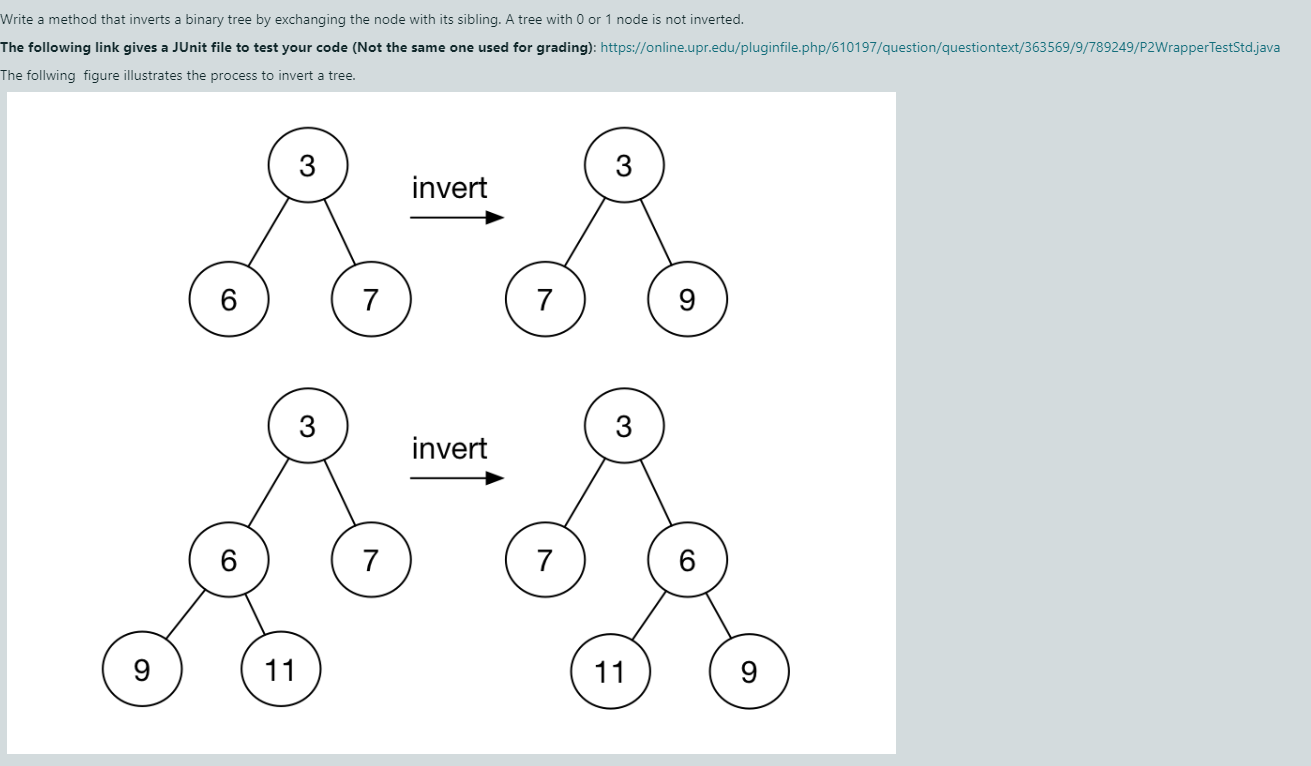 Write a method that inverts a binary tree by exchanging the node with its sibling. A tree with 0 or 1 node is not inverted.
The following link gives a JUnit file to test your code (Not the same one used for grading): https://online.upr.edu/pluginfile.php/610197/question/questiontext/363569/9/789249/P2WrapperTestStd.java
The follwing figure illustrates the process to invert a tree.
3 3
invert
6 7 7 9
3 3
invert
6 7 7 6
9 11 11 9